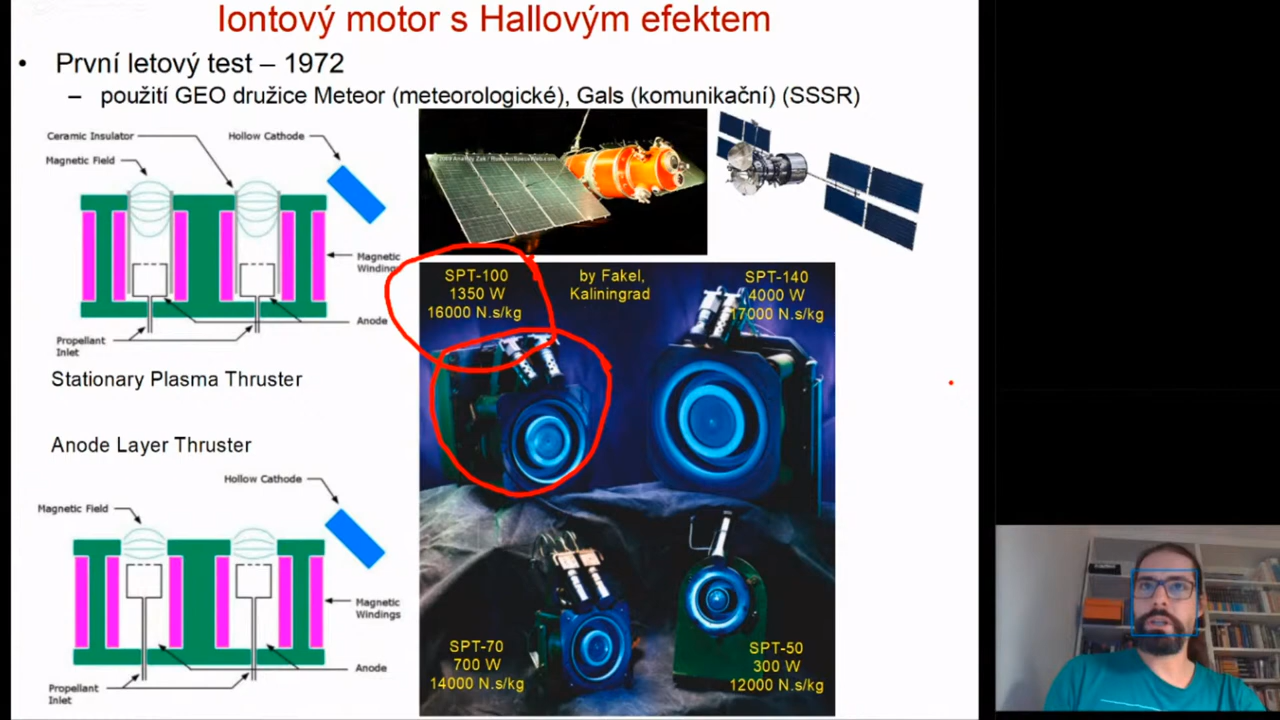 Iontový motor s Hallovým efektem
• První letový test – 1972
– použití GEO družice Meteor (meteorologické), Gals (komunikační) (SSSR)
Ceramic Insulator
Hollow Cathode
Magnetic Field
Magnetic
Windings
Anode
Propellant
Inlet
Stationary Plasma Thruster
Anode Layer Thruster
Hollow Cathode
Magnetic Field
Magnetic
Windings
Anode
Propellant
Inlet
SPT-100
1350 W
16000 N.s/kg
by Fakel,
Kaliningrad
SPT-140
4000 W
17000 N.s/kg
SPT-70
700 W
14000 N.s/kg
SPT-50
300 W
12000 N.s/kg